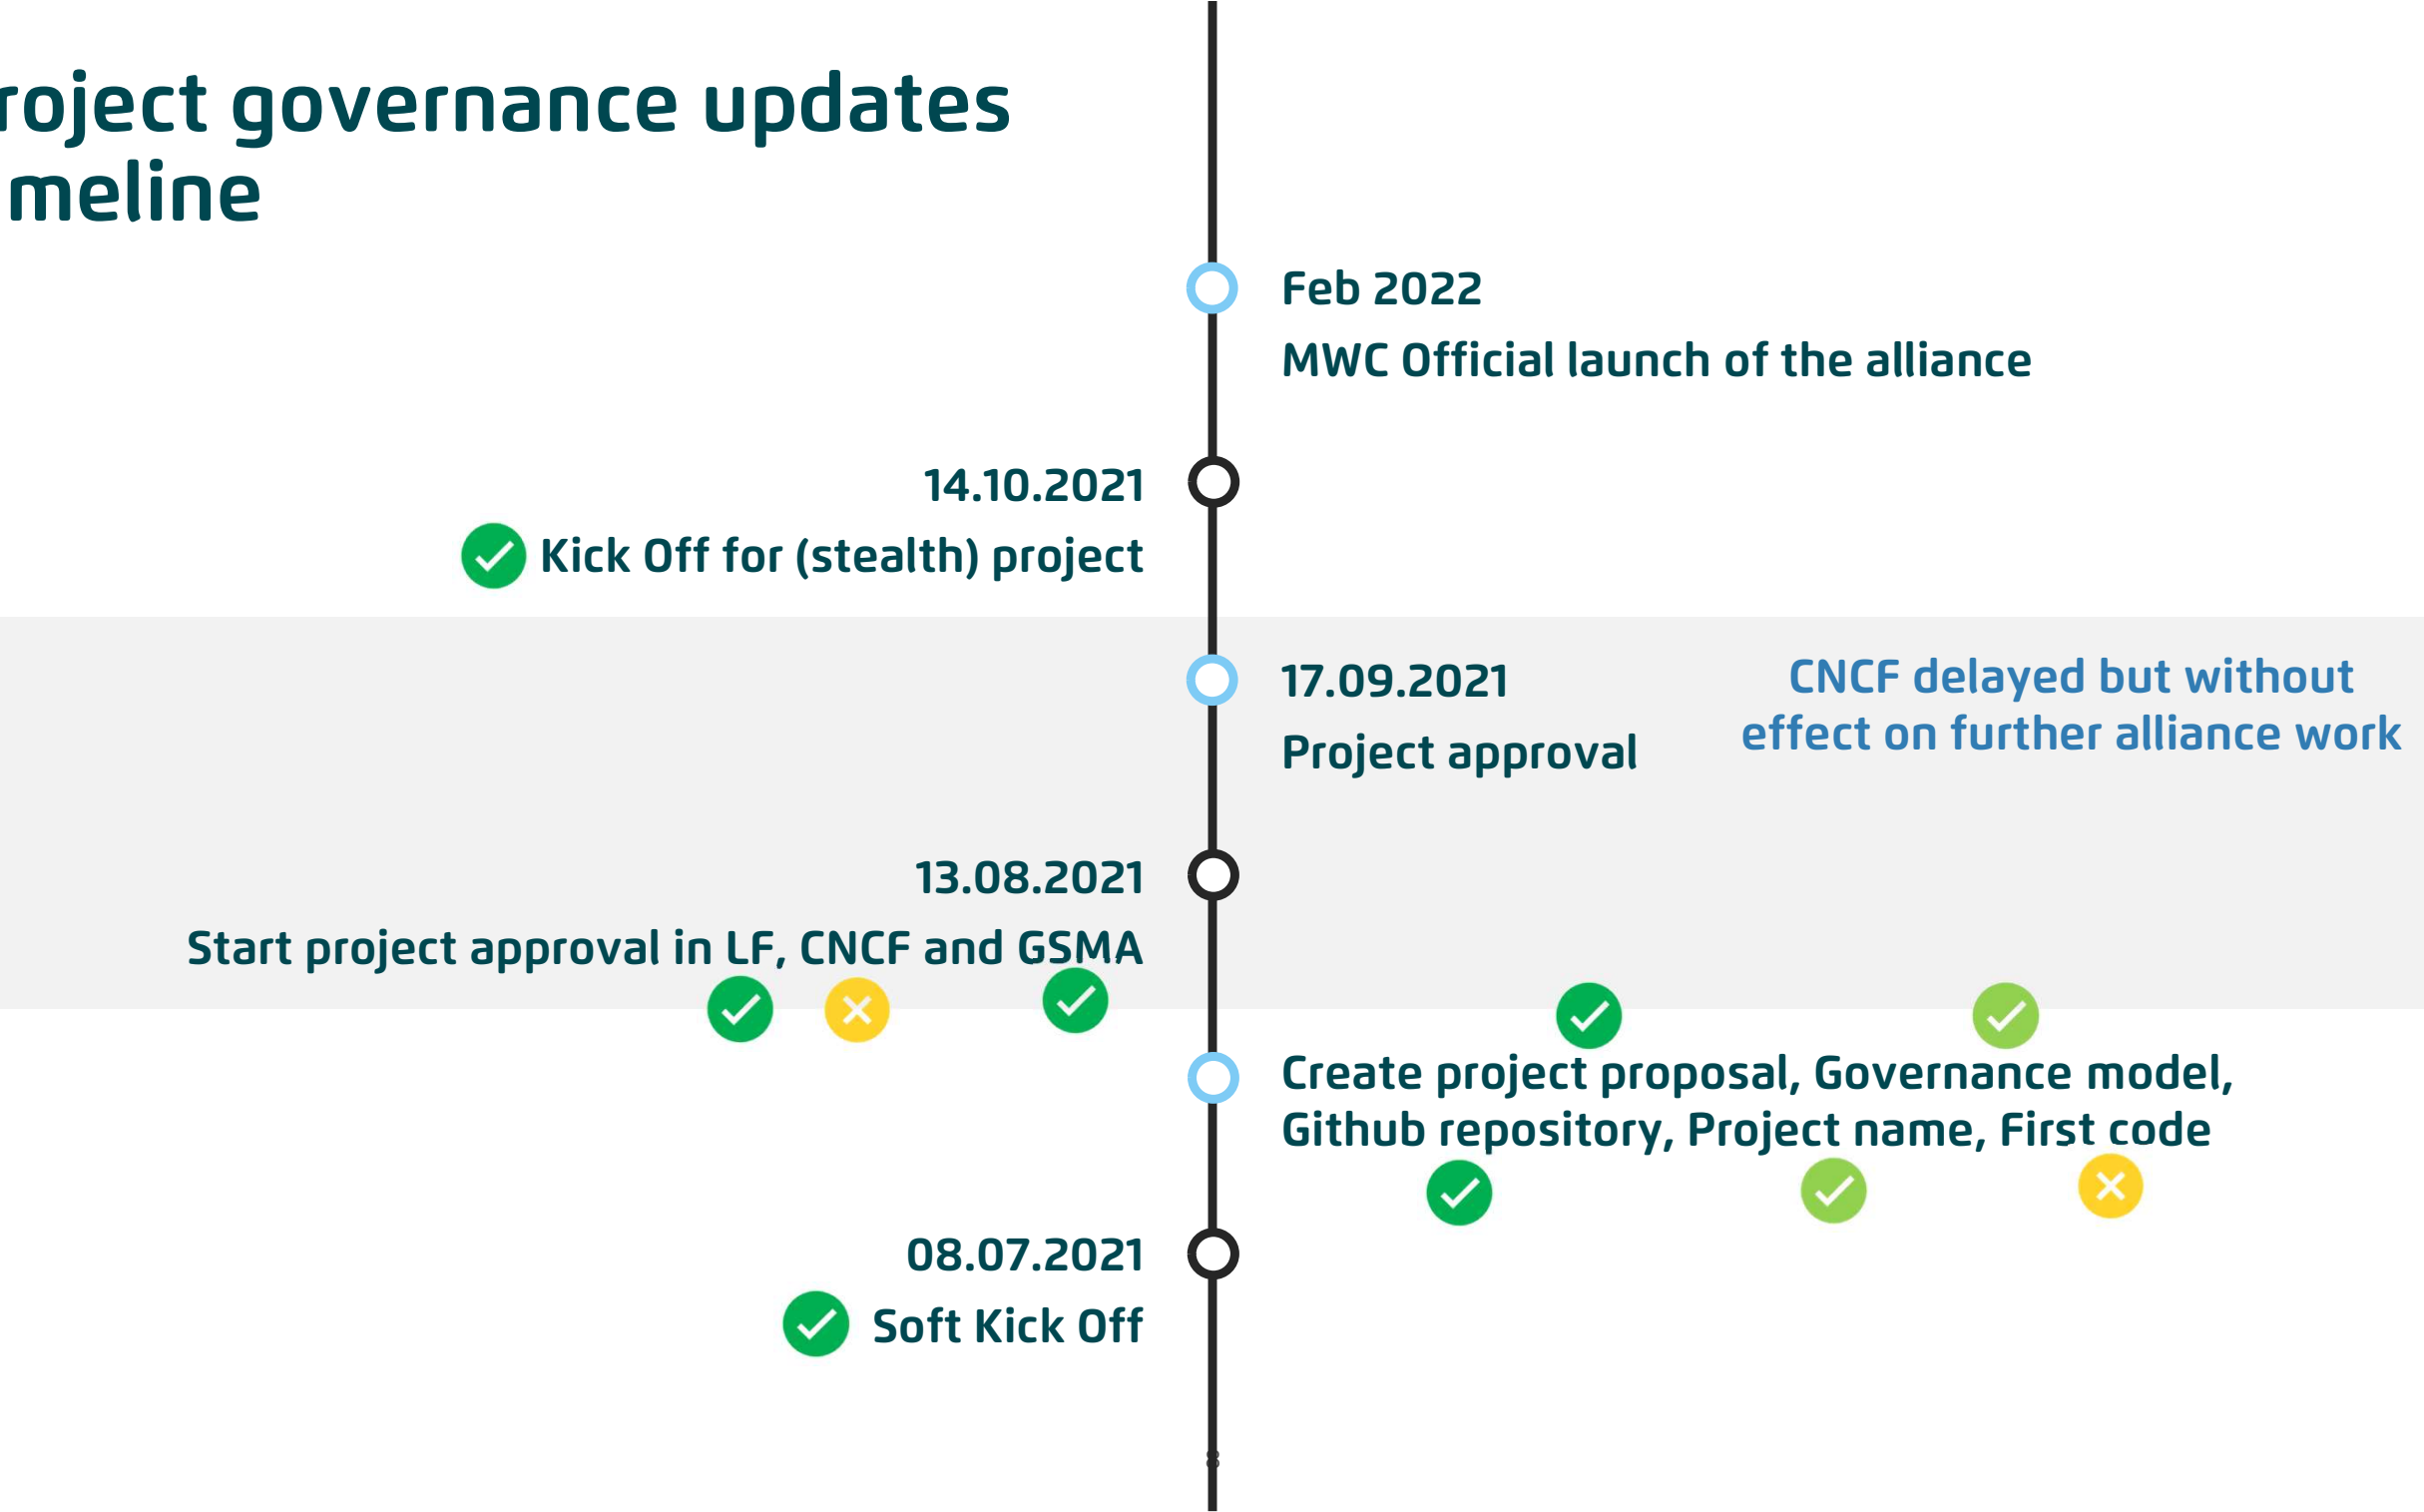 roject governance updates
meline
Feb 2022
MWC Official launch of the alliance
14.10.2021
Kick Off for (stealth) project
17.09.2021
Project approval
CNCF delayed but without
effect on further alliance work
13.08.2021
Start project approval in LF, CNCF and GSMA
Create project proposal, Governance model,
Github repository, Project name, First code
08.07.2021
Soft Kick Off
8